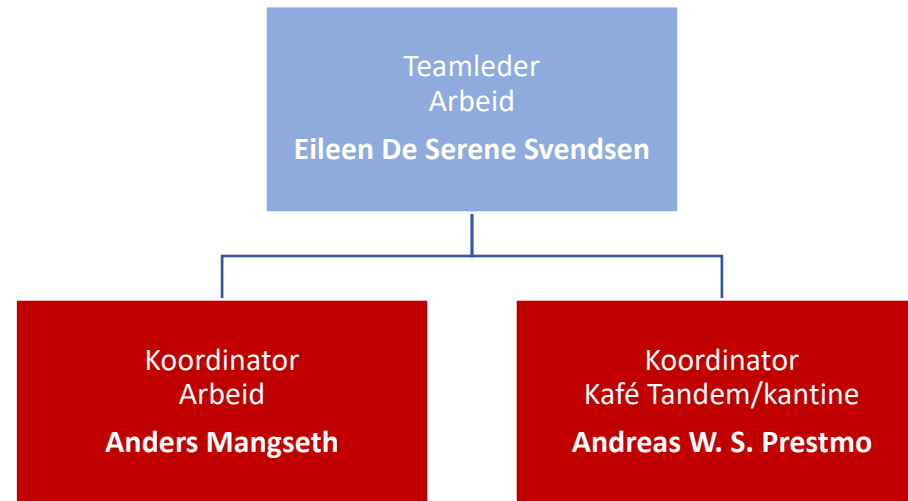 Teamleder
Arbeid
Eileen De Serene Svendsen
Koordinator
Arbeid
Anders Mangseth
Koordinator
Kafé Tandem/kantine
Andreas W. S. Prestmo